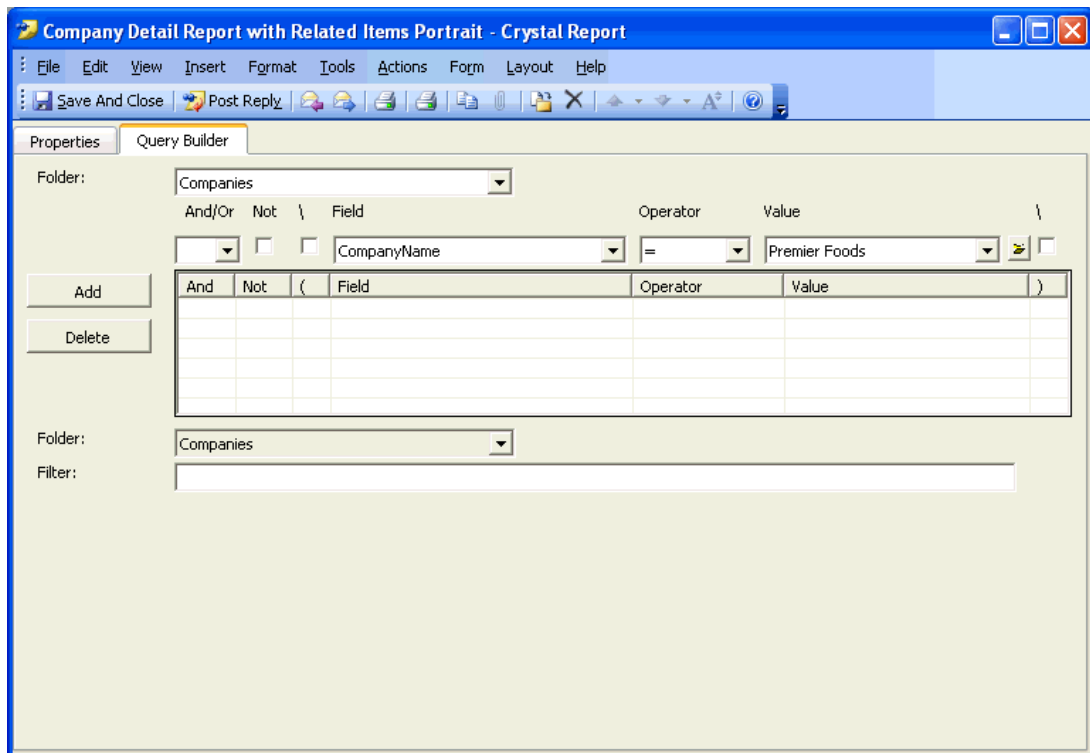 Company Detail Report with Related Items Portrait - Crystal Report
File Edit View Insert Format Tools Actions Form Layout Help
Save And Close Post Reply
Properties Query Builder
Folder: Companies
And/Or Not \ Field Operator Value \
CompanyName = Premier Foods
Add And Not ( Field Operator Value )
Delete
Folder: Companies
Filter: